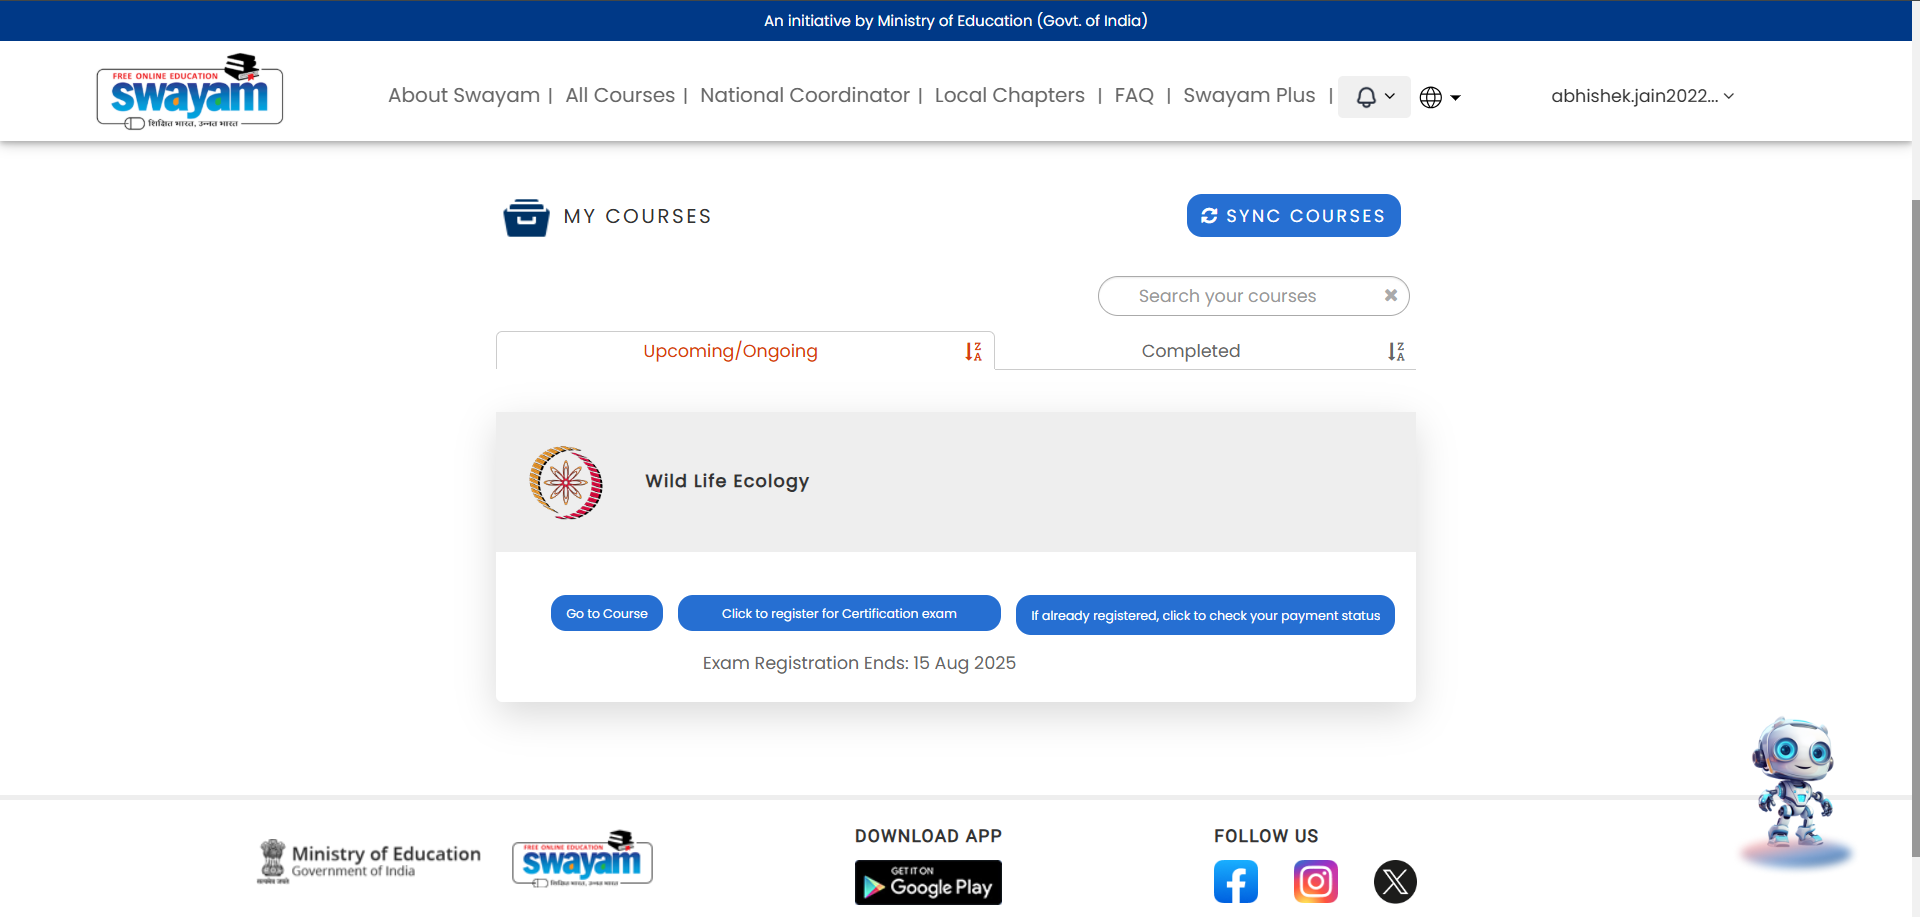 An initiative by Ministry of Education (Govt. of India)
FREE ONLINE EDUCATION
swayam
शिक्षित भारत, उन्नत भारत
About Swayam | All Courses | National Coordinator | Local Chapters | FAQ | Swayam Plus |
abhishek.jain2022...
MY COURSES
SYNC COURSES
Search your courses
Upcoming/Ongoing
Completed
Wild Life Ecology
Go to Course
Click to register for Certification exam
If already registered, click to check your payment status
Exam Registration Ends: 15 Aug 2025
Ministry of Education
Government of India
सत्यमेव जयते
FREE ONLINE EDUCATION
swayam
शिक्षित भारत, उन्नत भारत
DOWNLOAD APP
GET IT ON
Google Play
FOLLOW US